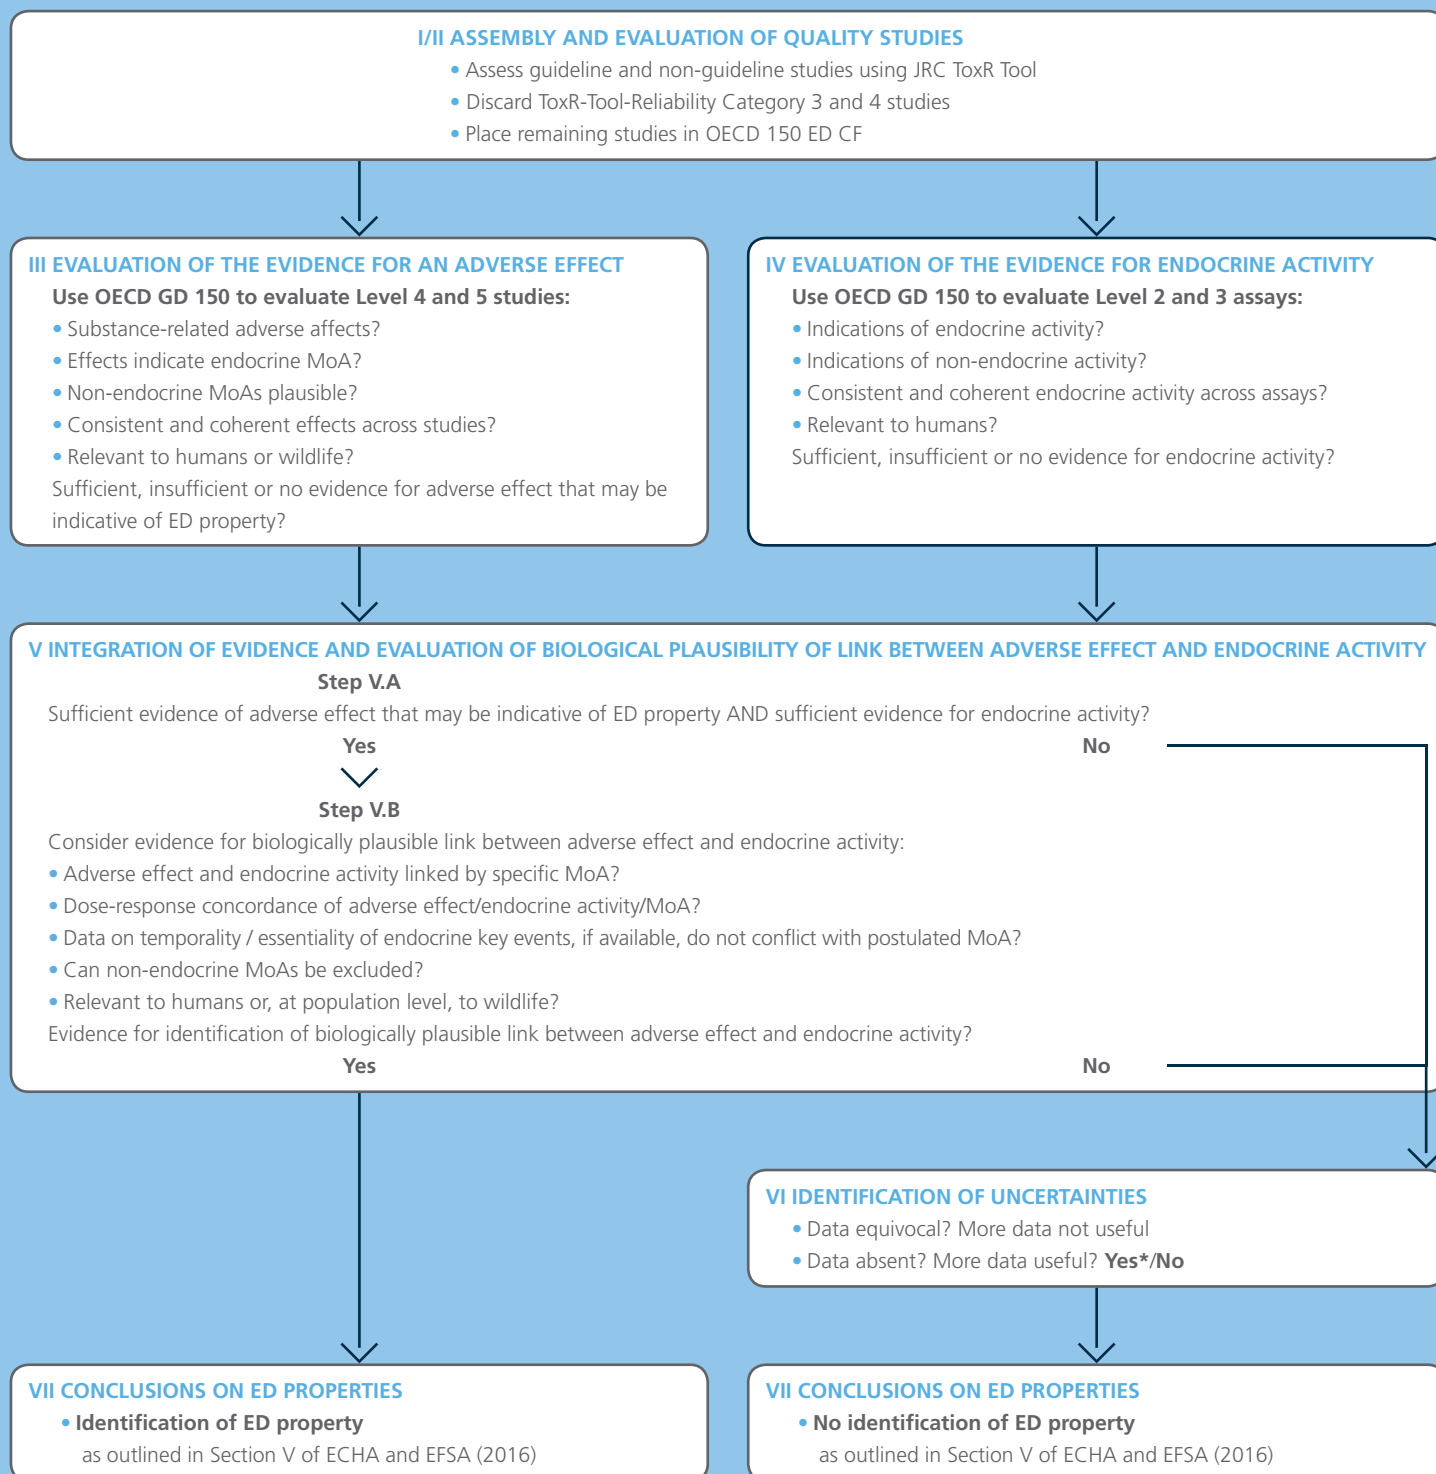 I/II ASSEMBLY AND EVALUATION OF QUALITY STUDIES
• Assess guideline and non-guideline studies using JRC ToxR Tool
• Discard ToxR-Tool-Reliability Category 3 and 4 studies
• Place remaining studies in OECD 150 ED CF
III EVALUATION OF THE EVIDENCE FOR AN ADVERSE EFFECT
Use OECD GD 150 to evaluate Level 4 and 5 studies:
• Substance-related adverse affects?
• Effects indicate endocrine MoA?
• Non-endocrine MoAs plausible?
• Consistent and coherent effects across studies?
• Relevant to humans or wildlife?
Sufficient, insufficient or no evidence for adverse effect that may be
indicative of ED property?
IV EVALUATION OF THE EVIDENCE FOR ENDOCRINE ACTIVITY
Use OECD GD 150 to evaluate Level 2 and 3 assays:
• Indications of endocrine activity?
• Indications of non-endocrine activity?
• Consistent and coherent endocrine activity across assays?
• Relevant to humans?
Sufficient, insufficient or no evidence for endocrine activity?
V INTEGRATION OF EVIDENCE AND EVALUATION OF BIOLOGICAL PLAUSIBILITY OF LINK BETWEEN ADVERSE EFFECT AND ENDOCRINE ACTIVITY
Step V.A
Sufficient evidence of adverse effect that may be indicative of ED property AND sufficient evidence for endocrine activity?
Yes No
Step V.B
Consider evidence for biologically plausible link between adverse effect and endocrine activity:
• Adverse effect and endocrine activity linked by specific MoA?
• Dose-response concordance of adverse effect/endocrine activity/MoA?
• Data on temporality / essentiality of endocrine key events, if available, do not conflict with postulated MoA?
• Can non-endocrine MoAs be excluded?
• Relevant to humans or, at population level, to wildlife?
Evidence for identification of biologically plausible link between adverse effect and endocrine activity?
Yes No
VI IDENTIFICATION OF UNCERTAINTIES
• Data equivocal? More data not useful
• Data absent? More data useful? Yes*/No
VII CONCLUSIONS ON ED PROPERTIES
• Identification of ED property
as outlined in Section V of ECHA and EFSA (2016)
VII CONCLUSIONS ON ED PROPERTIES
• No identification of ED property
as outlined in Section V of ECHA and EFSA (2016)